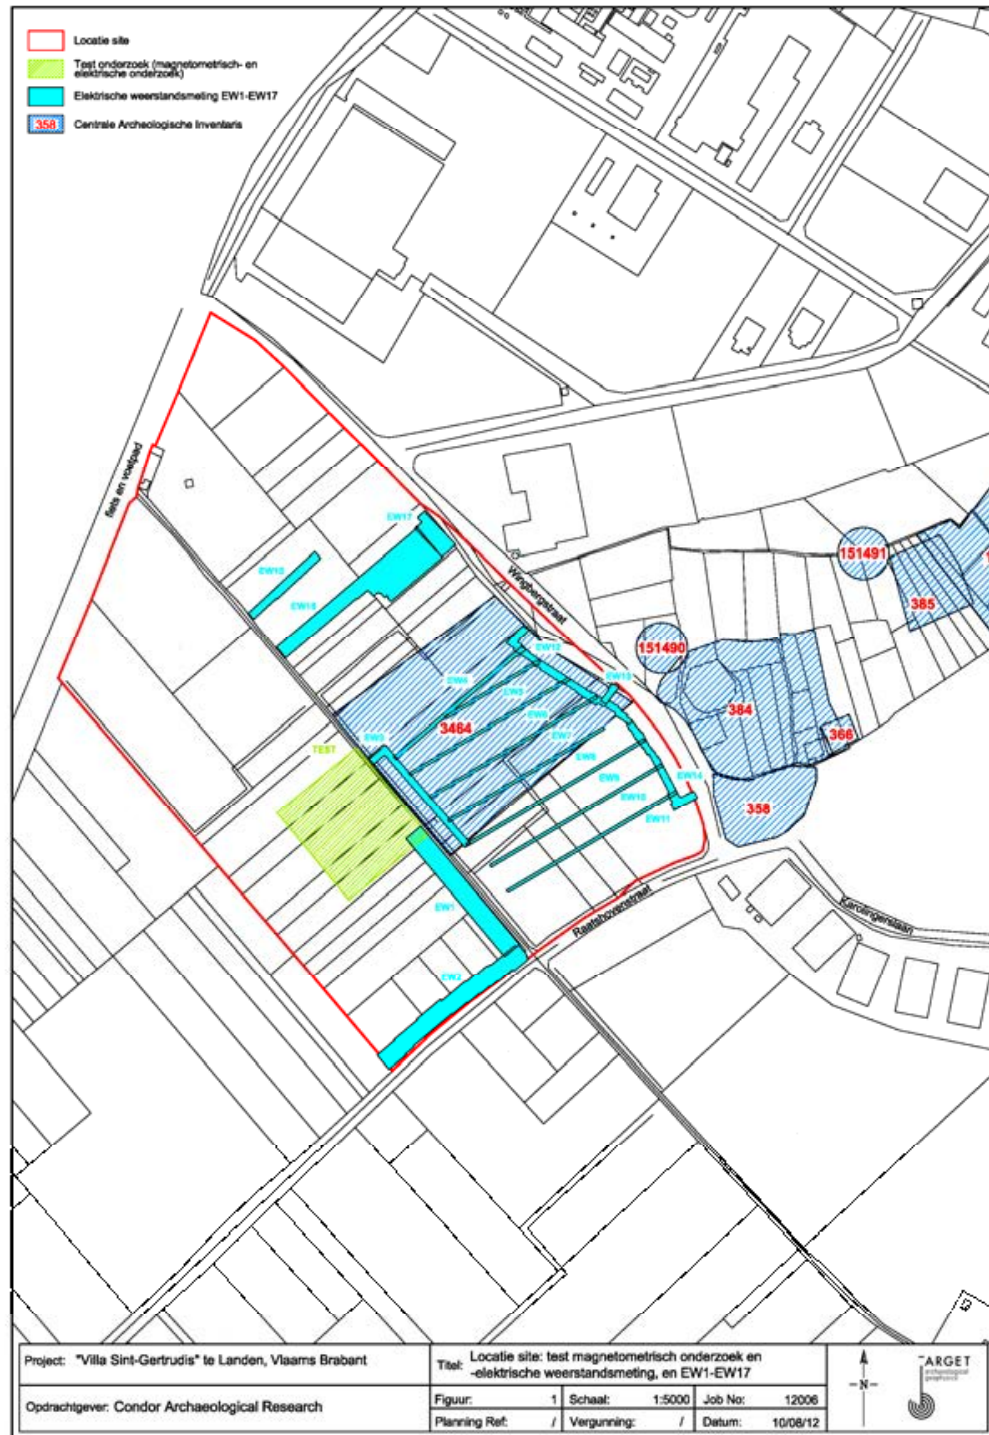 Locatie site
Test onderzoek (magnetometrisch- en
elektrische onderzoek)
Elektrische weerstandsmeting EW1-EW17
358 Centrale Archeologische Inventaris
fiets en voetpad
EW17
EW16
Wingbergstraat
151491
385
EW12
151490
EW4
EW13
EW5
384
EW6
3484
EW7
366
EW3
TEST
EW8
EW14
EW9
EW10
358
EW11
Raatshovenstraat
Karolingerslaan
EW1
EW2
Project: "Villa Sint-Gertrudis" te Landen, Vlaams Brabant
Titel: Locatie site: test magnetometrisch onderzoek en
-elektrische weerstandsmeting, en EW1-EW17
Opdrachtgever: Condor Archaeological Research
Figuur: 1 Schaal: 1:5000 Job No: 12006
Planning Ref: / Vergunning: / Datum: 10/08/12
-N-
TARGET
archaeological
geophysics